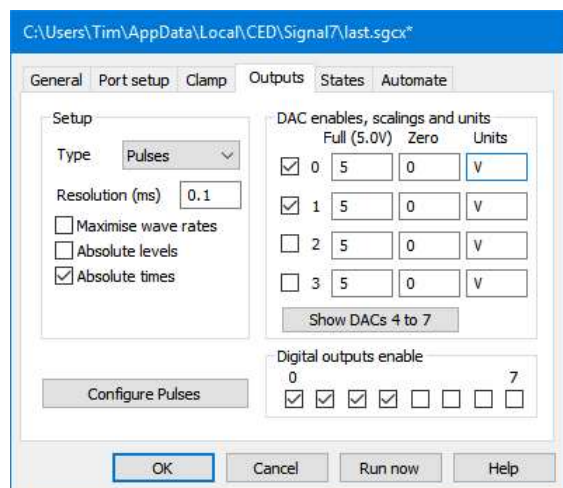 C:\Users\Tim\AppData\Local\CED\Signal7\last.sgcx*
General Port setup Clamp Outputs States Automate
Setup
Type Pulses
Resolution (ms) 0.1
Maximise wave rates
Absolute levels
Absolute times
Configure Pulses
DAC enables, scalings and units
Full (5.0V) Zero Units
0 5 0 V
1 5 0 V
2 5 0 V
3 5 0 V
Show DACs 4 to 7
Digital outputs enable
0 7
OK Cancel Run now Help